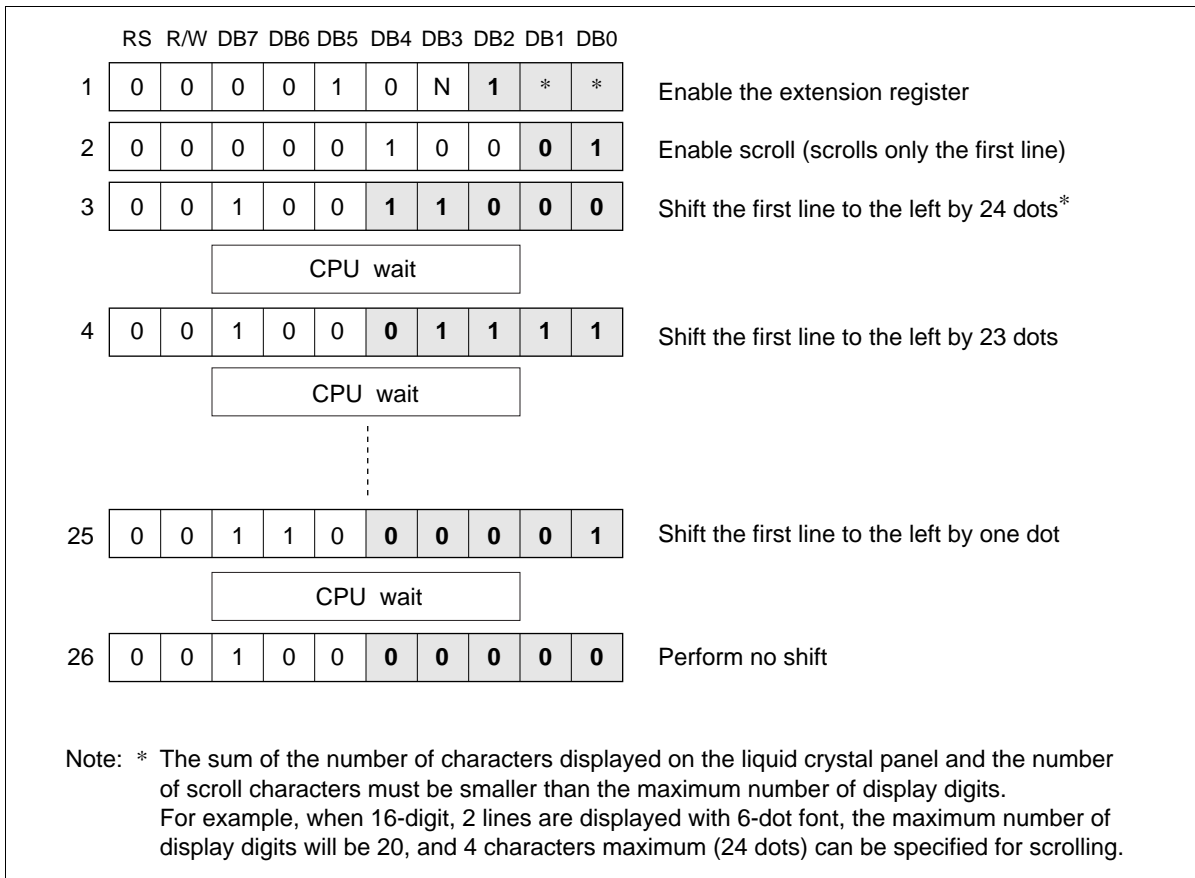 RS R/W DB7 DB6 DB5 DB4 DB3 DB2 DB1 DB0
1 0 0 0 0 1 0 N 1 * * Enable the extension register
2 0 0 0 0 0 1 0 0 0 1 Enable scroll (scrolls only the first line)
3 0 0 1 0 0 1 1 0 0 0 Shift the first line to the left by 24 dots*
CPU wait
4 0 0 1 0 0 0 1 1 1 1 Shift the first line to the left by 23 dots
CPU wait
25 0 0 1 1 0 0 0 0 0 1 Shift the first line to the left by one dot
CPU wait
26 0 0 1 0 0 0 0 0 0 0 Perform no shift
Note: * The sum of the number of characters displayed on the liquid crystal panel and the number
of scroll characters must be smaller than the maximum number of display digits.
For example, when 16-digit, 2 lines are displayed with 6-dot font, the maximum number of
display digits will be 20, and 4 characters maximum (24 dots) can be specified for scrolling.